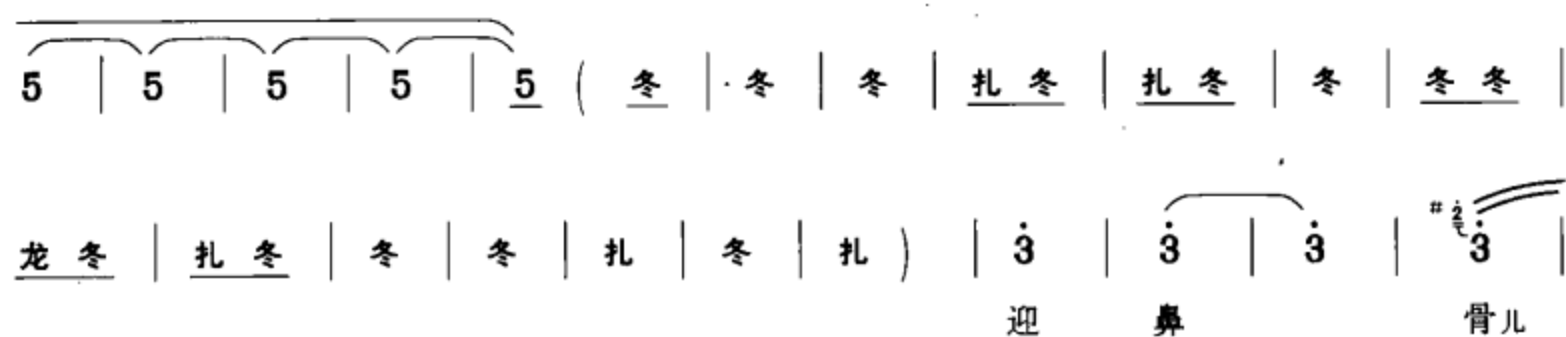 5 | 5 | 5 | 5 | 5 ( 冬 | 冬 | 冬 | 扎 冬 | 扎 冬 | 冬 | 冬 冬 |
龙 冬 | 扎 冬 | 冬 | 冬 | 扎 | 冬 | 扎 ) | 3̇ | 3̇ | 3̇ | #2̇ 3̇ |
迎 鼻 骨儿